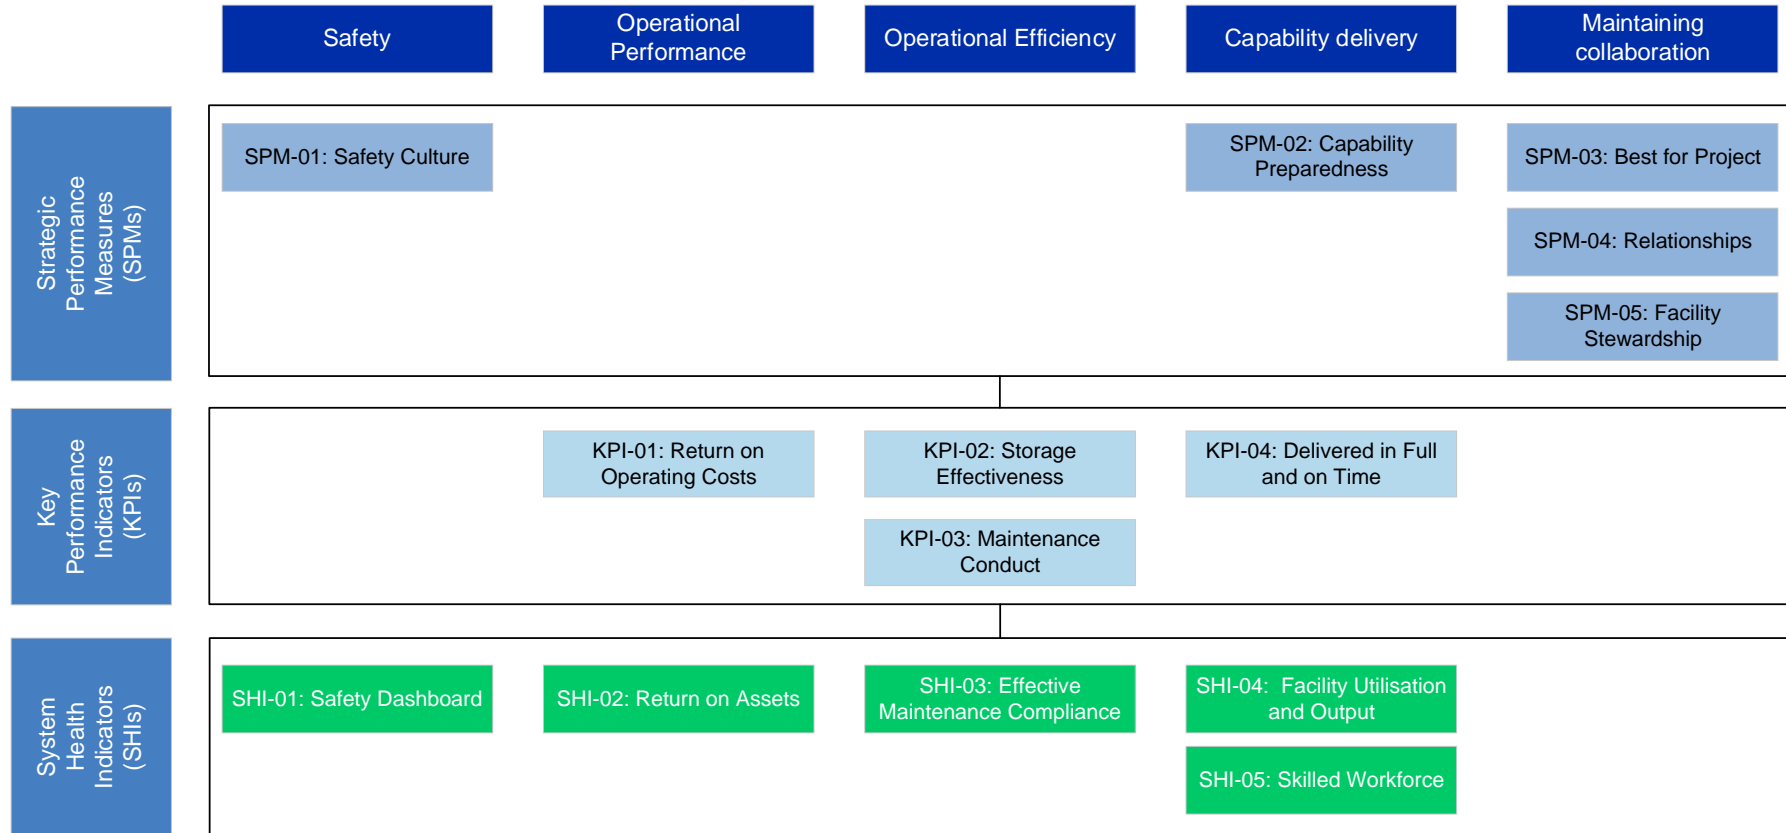 Safety
Operational
Performance
Operational Efficiency
Capability delivery
Maintaining
collaboration
Strategic
Performance
Measures
(SPMs)
SPM-01: Safety Culture
SPM-02: Capability
Preparedness
SPM-03: Best for Project
SPM-04: Relationships
SPM-05: Facility
Stewardship
Key
Performance
Indicators
(KPIs)
KPI-01: Return on
Operating Costs
KPI-02: Storage
Effectiveness
KPI-04: Delivered in Full
and on Time
KPI-03: Maintenance
Conduct
System
Health
Indicators
(SHIs)
SHI-01: Safety Dashboard
SHI-02: Return on Assets
SHI-03: Effective
Maintenance Compliance
SHI-04:  Facility Utilisation
and Output
SHI-05: Skilled Workforce